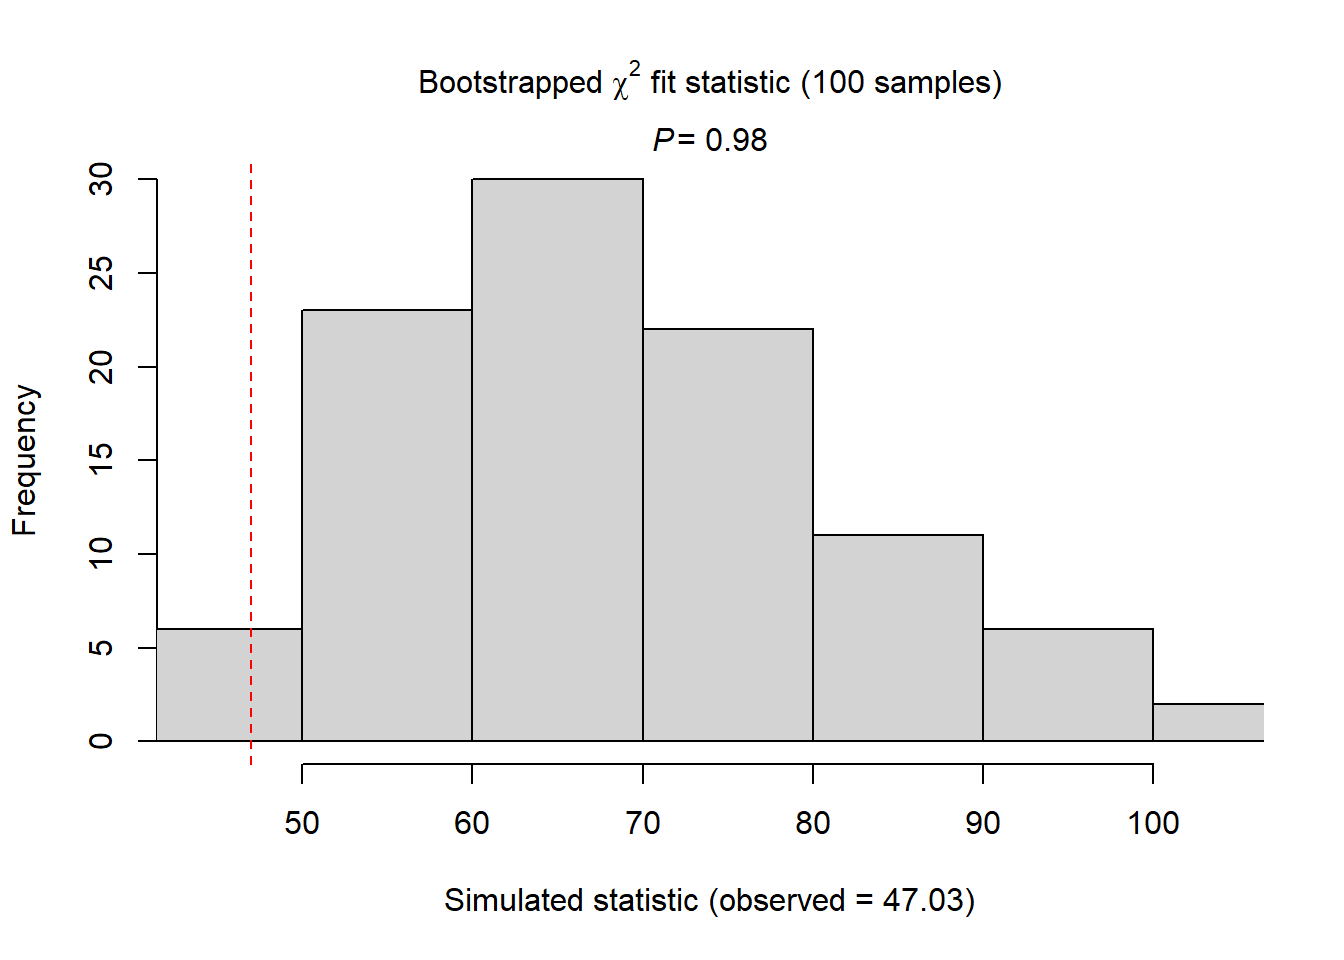 Bootstrapped χ² fit statistic (100 samples)
P = 0.98
30
25
20
15
10
5
0
Frequency
50 60 70 80 90 100
Simulated statistic (observed = 47.03)